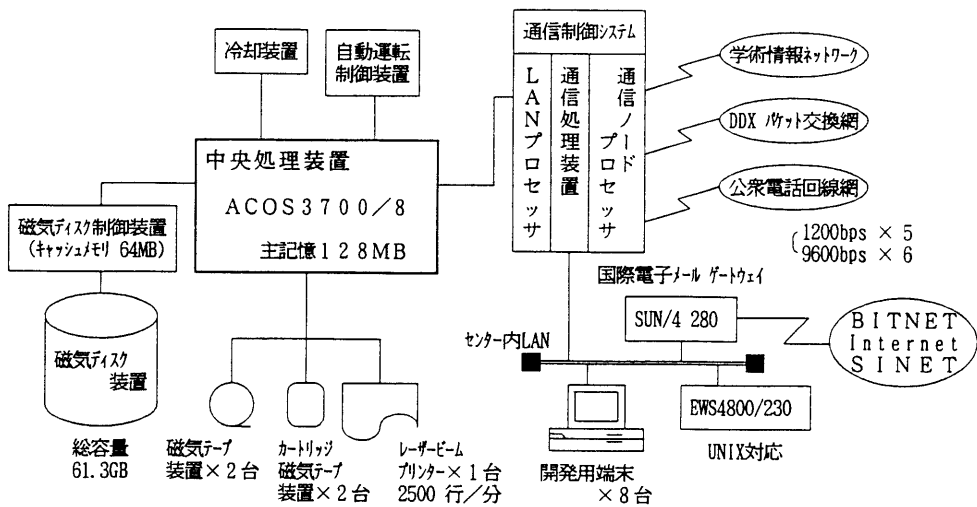 冷却装置
自動運転
制御装置
中央処理装置
ACOS3700/8
主記憶128MB
磁気ディスク制御装置
(キャッシュメモリ 64MB)
磁気ディスク
装置
総容量
61.3GB
磁気テープ
装置×2台
カートリッジ
磁気テープ
装置×2台
レーザービーム
プリンター×1台
2500 行/分
通信制御システム
LANプロセッサ
通信処理装置
通信ノード
プロセッサ
学術情報ネットワーク
DDX パケット交換網
公衆電話回線網
1200bps × 5
9600bps × 6
国際電子メール ゲートウェイ
SUN/4 280
BITNET
Internet
SINET
センター内LAN
EWS4800/230
UNIX対応
開発用端末
×8台